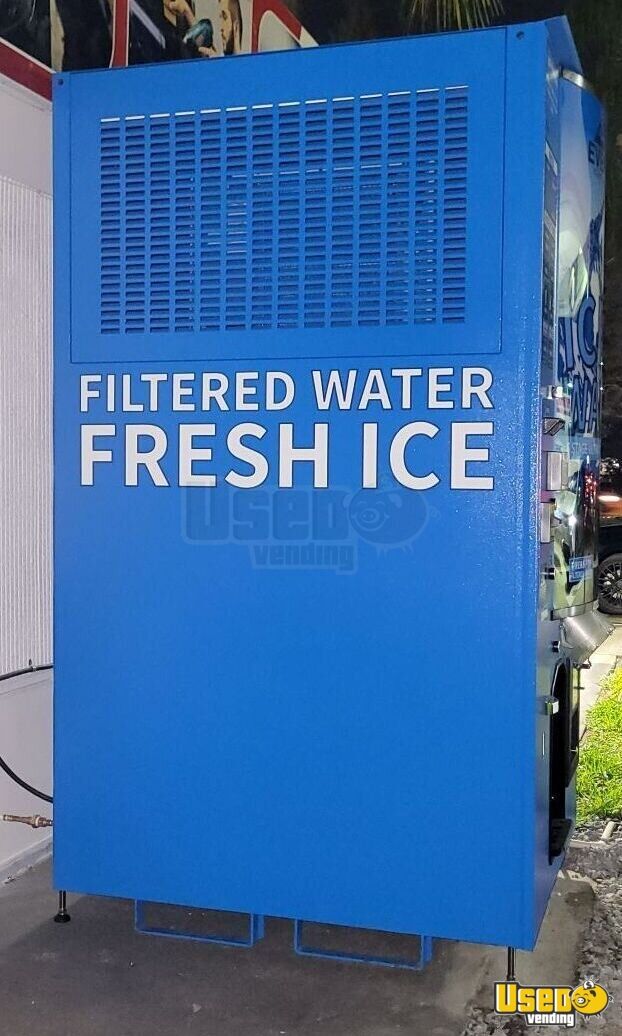 FILTERED WATER
FRESH ICE
USED
vending
USED
vending